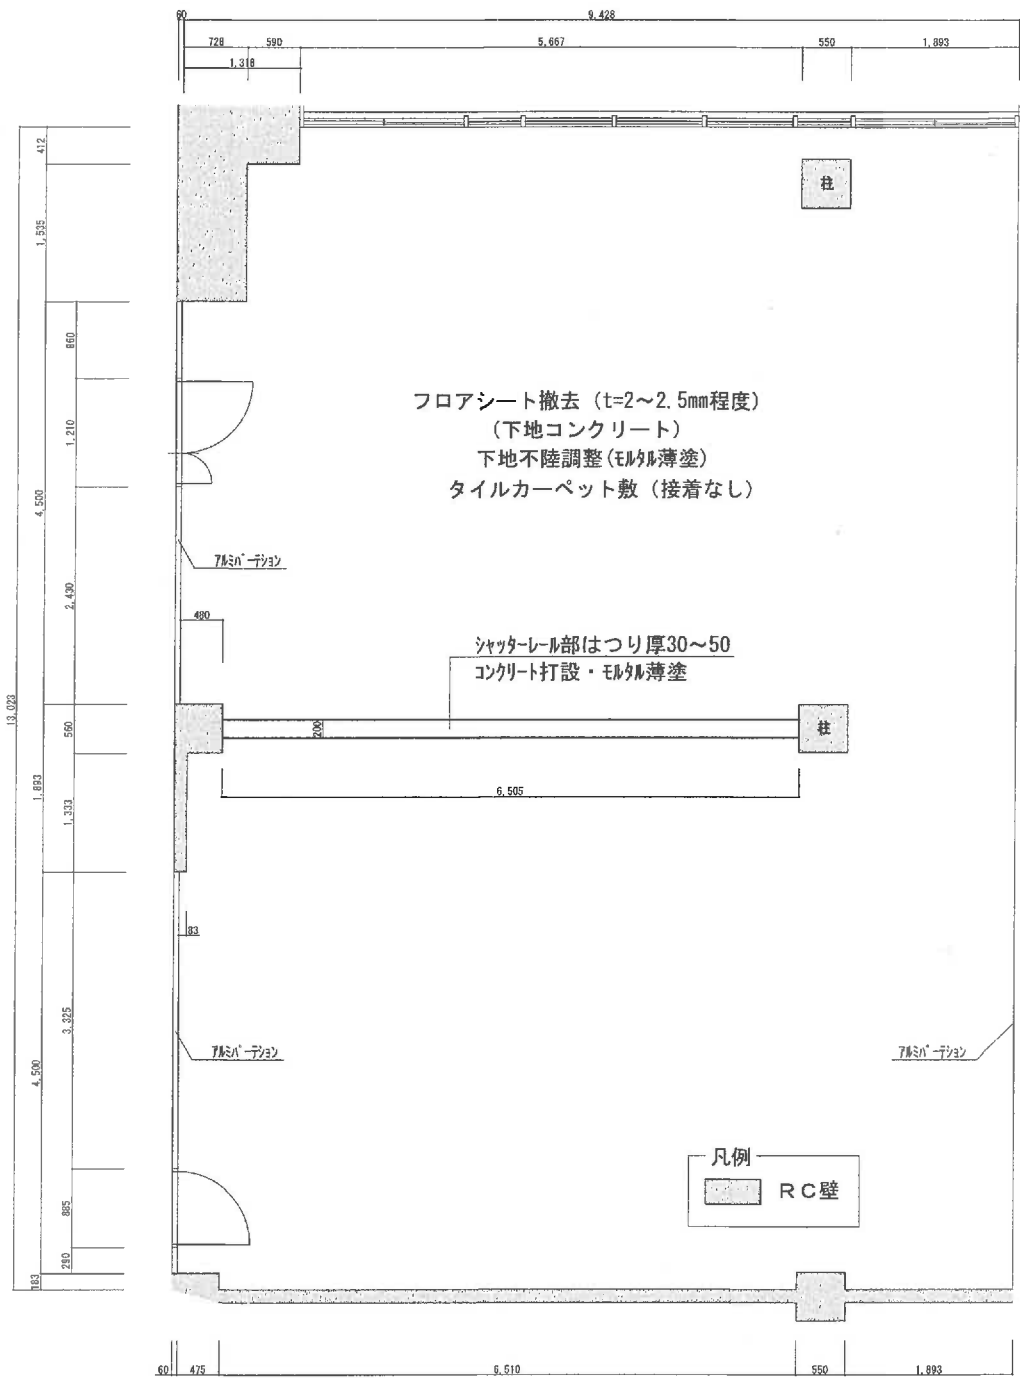 60
9,428
728
590
5,667
550
1,893
1,318
412
1,535
柱
860
1,210
4,500
2,430
フロアシート撤去（t=2～2.5mm程度）
（下地コンクリート）
下地不陸調整(ﾓﾙﾀﾙ薄塗)
タイルカーペット敷（接着なし）
ｱﾙﾐﾊﾟｰﾃｼｮﾝ
480
ｼｬｯﾀｰﾚｰﾙ部はつり厚30～50
ｺﾝｸﾘｰﾄ打設・ﾓﾙﾀﾙ薄塗
13,023
560
200
柱
6,505
1,893
1,333
83
3,325
4,500
ｱﾙﾐﾊﾟｰﾃｼｮﾝ
ｱﾙﾐﾊﾟｰﾃｼｮﾝ
凡例
ＲＣ壁
885
290
183
60
475
6,510
550
1,893